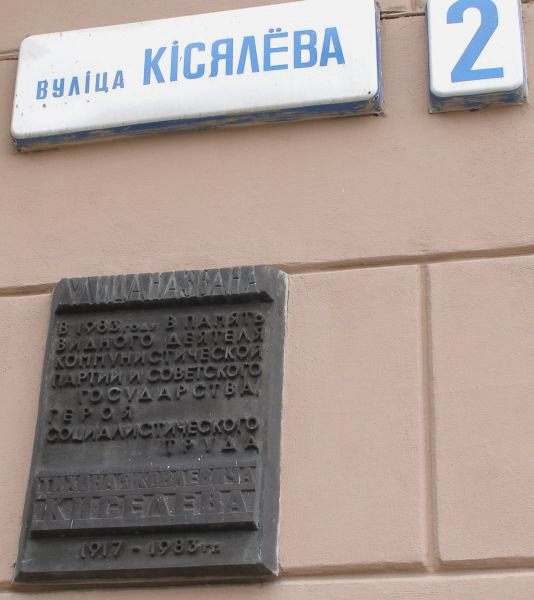 вуліца КІСЯЛЁВА
2
УЛИЦА НАЗВАНА
В 1983 году В ПАМЯТЬ
ВИДНОГО ДЕЯТЕЛЯ
КОММУНИСТИЧЕСКОЙ
ПАРТИИ И СОВЕТСКОГО
ГОСУДАРСТВА
ГЕРОЯ
СОЦИАЛИСТИЧЕСКОГО
ТРУДА
ТИХОНА ЯКОВЛЕВИЧА
КИСЕЛЕВА
1917 - 1983 гг.